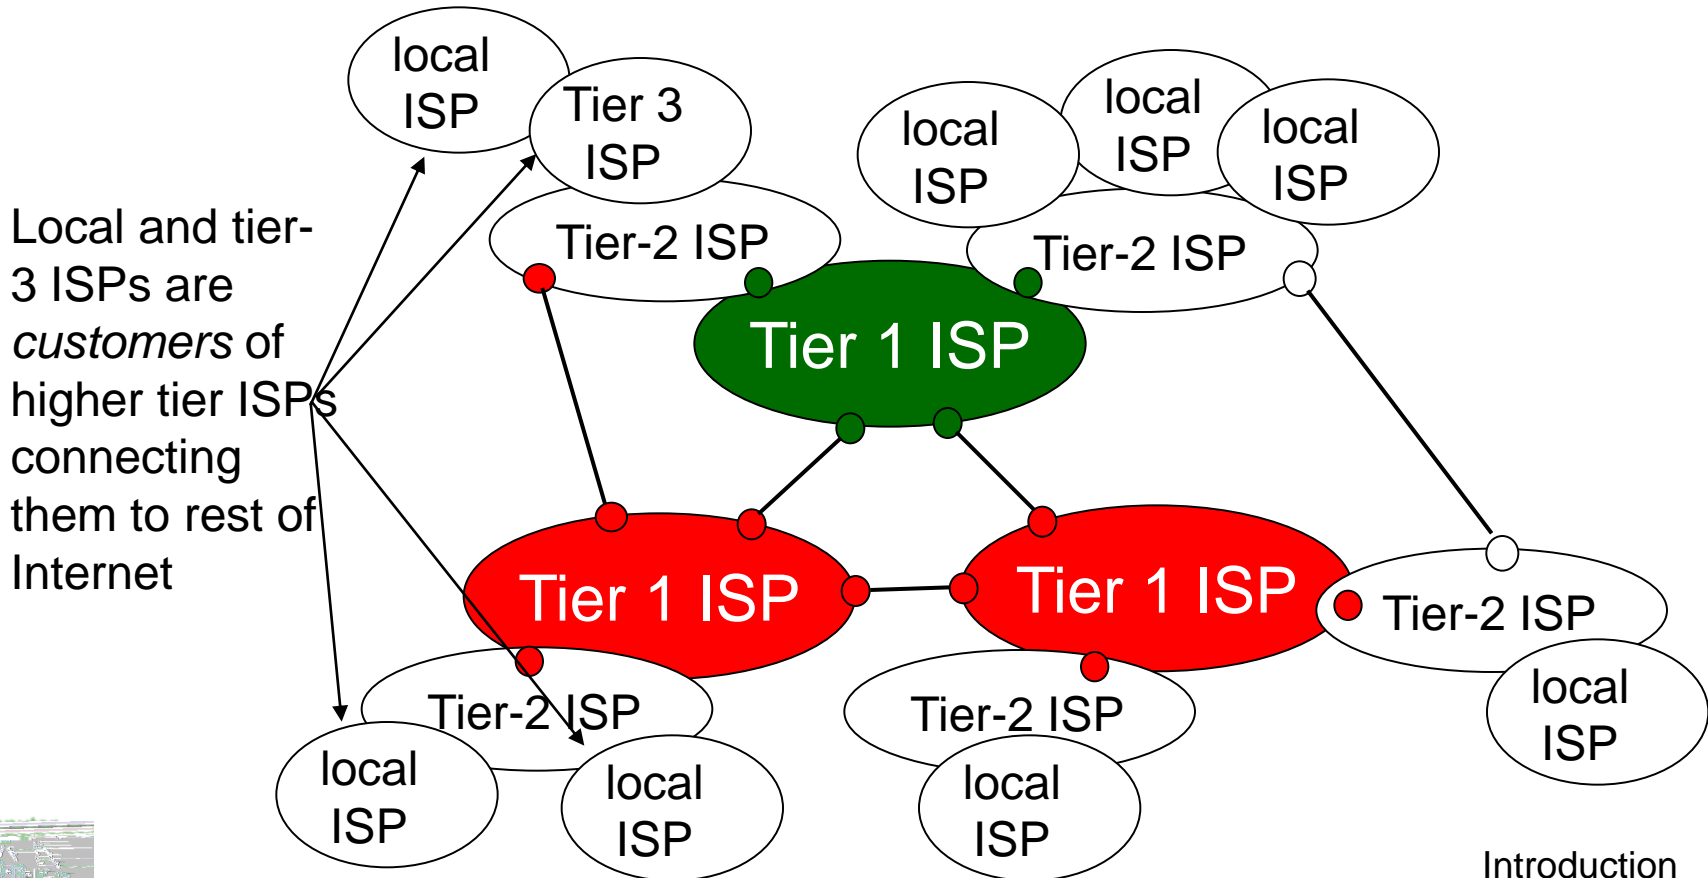 local
ISP
Tier 3
ISP
local
ISP
local
ISP
local
ISP
Local and tier-
3 ISPs are
customers of
higher tier ISPs
connecting
them to rest of
Internet
Tier-2 ISP
Tier-2 ISP
Tier 1 ISP
Tier 1 ISP
Tier 1 ISP
Tier-2 ISP
Tier-2 ISP
Tier-2 ISP
local
ISP
local
ISP
local
ISP
local
ISP
Introduction